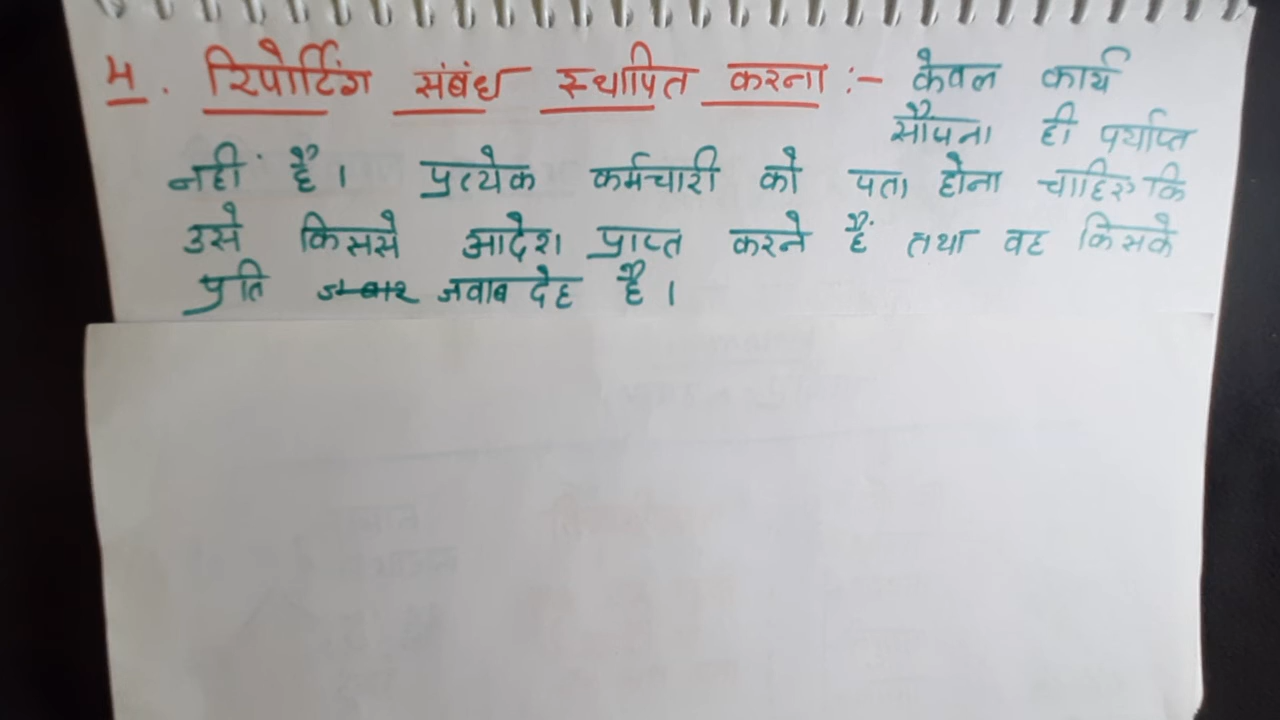 4. रिपोर्टिंग संबंध स्थापित करना :- केवल कार्य
सौंपना ही पर्याप्त
नहीं है। प्रत्येक कर्मचारी को पता होना चाहिए कि
उसे किससे आदेश प्राप्त करने हैं तथा वह किसके
प्रति जवाब देह है।